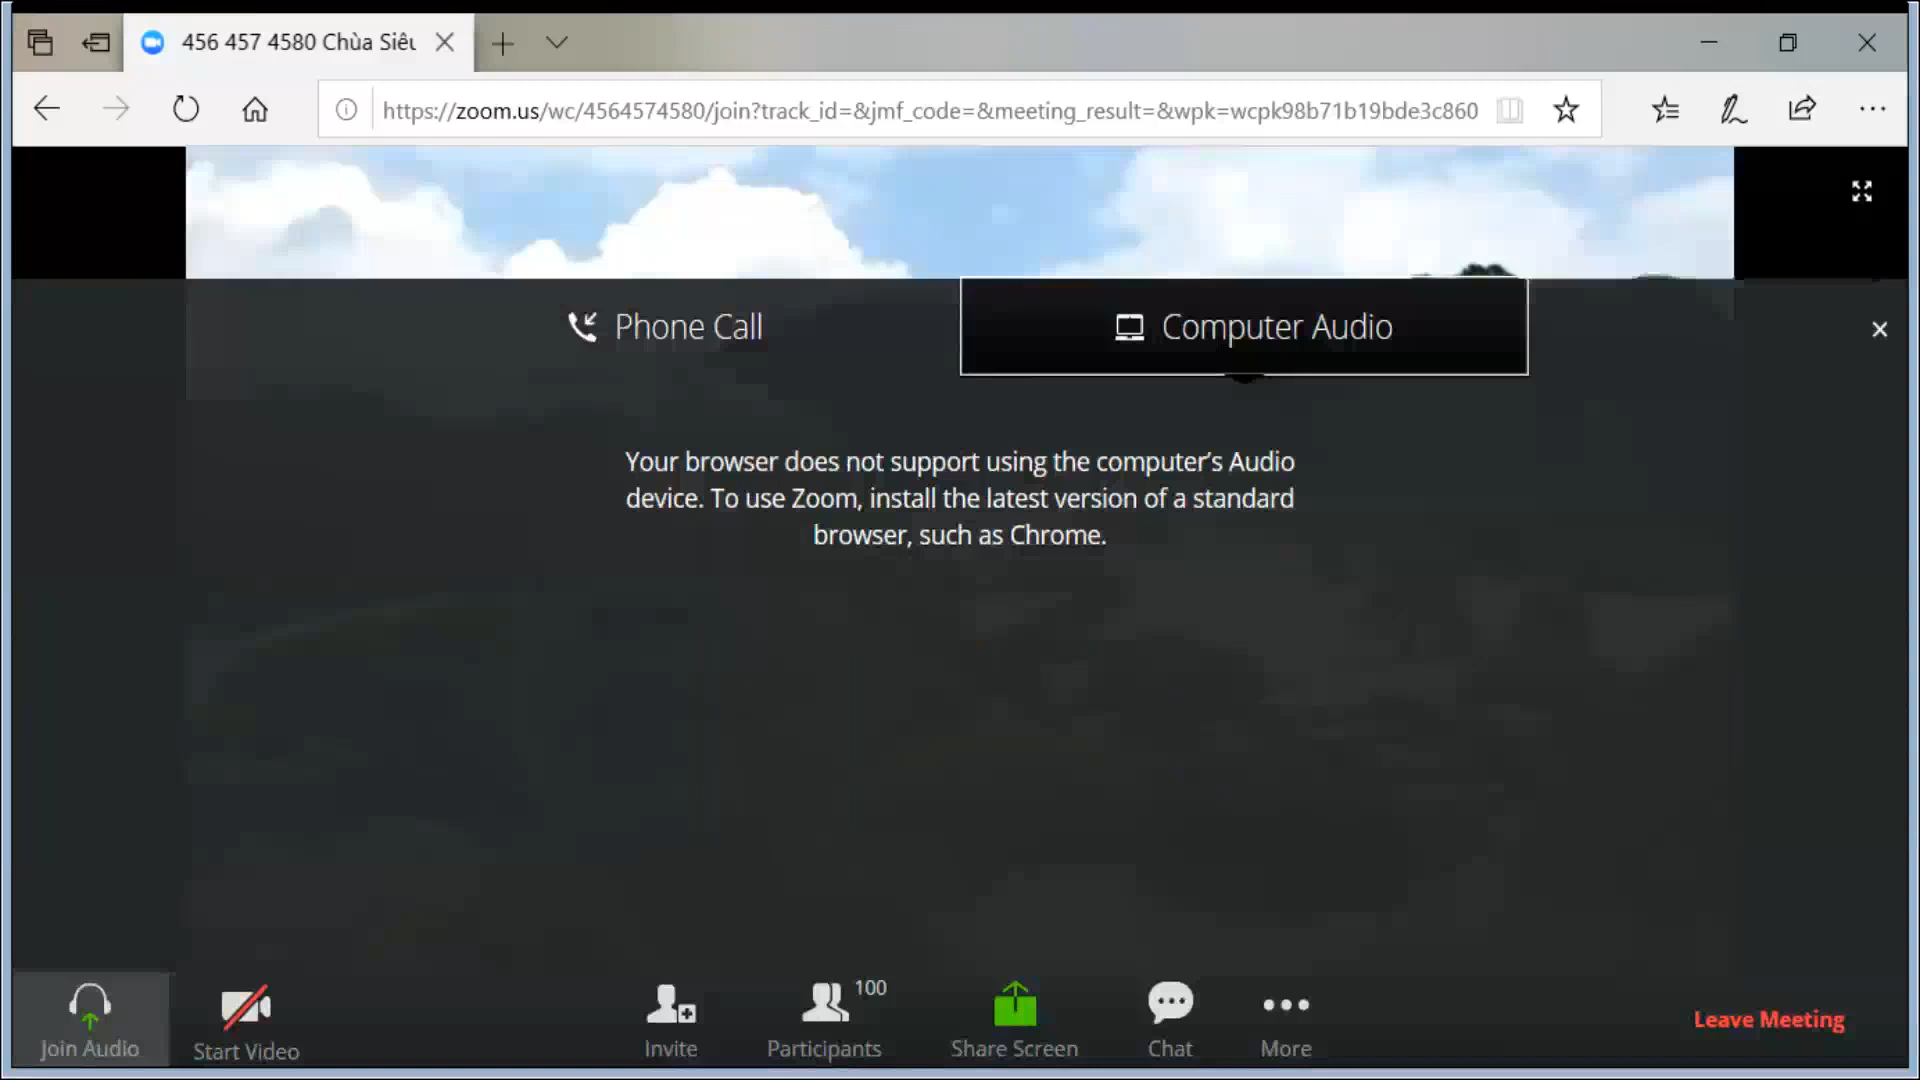 456 457 4580 Chùa Siêu
https://zoom.us/wc/4564574580/join?track_id=&jmf_code=&meeting_result=&wpk=wcpk98b71b19bde3c860
Phone Call
Computer Audio
Your browser does not support using the computer's Audio
device. To use Zoom, install the latest version of a standard
browser, such as Chrome.
Join Audio
Start Video
Invite
100
Participants
Share Screen
Chat
More
Leave Meeting